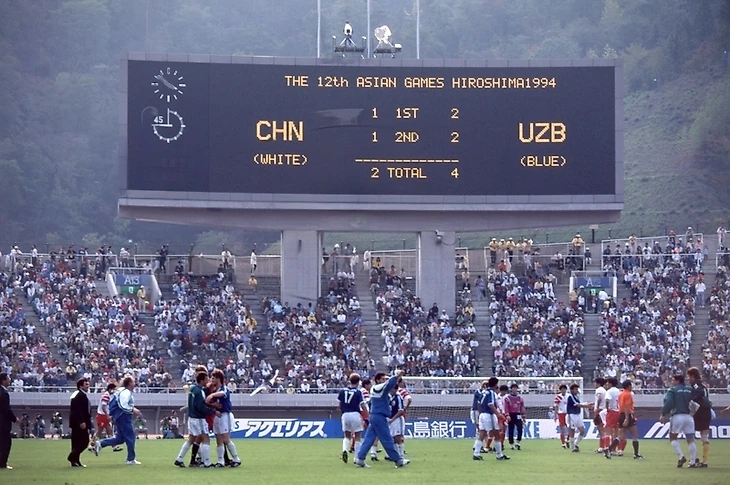 THE 12th ASIAN GAMES HIROSHIMA1994
45
CHN
(WHITE)
1 1ST 2
1 2ND 2
2 TOTAL 4
UZB
(BLUE)
17
アクエリアス
広島銀行